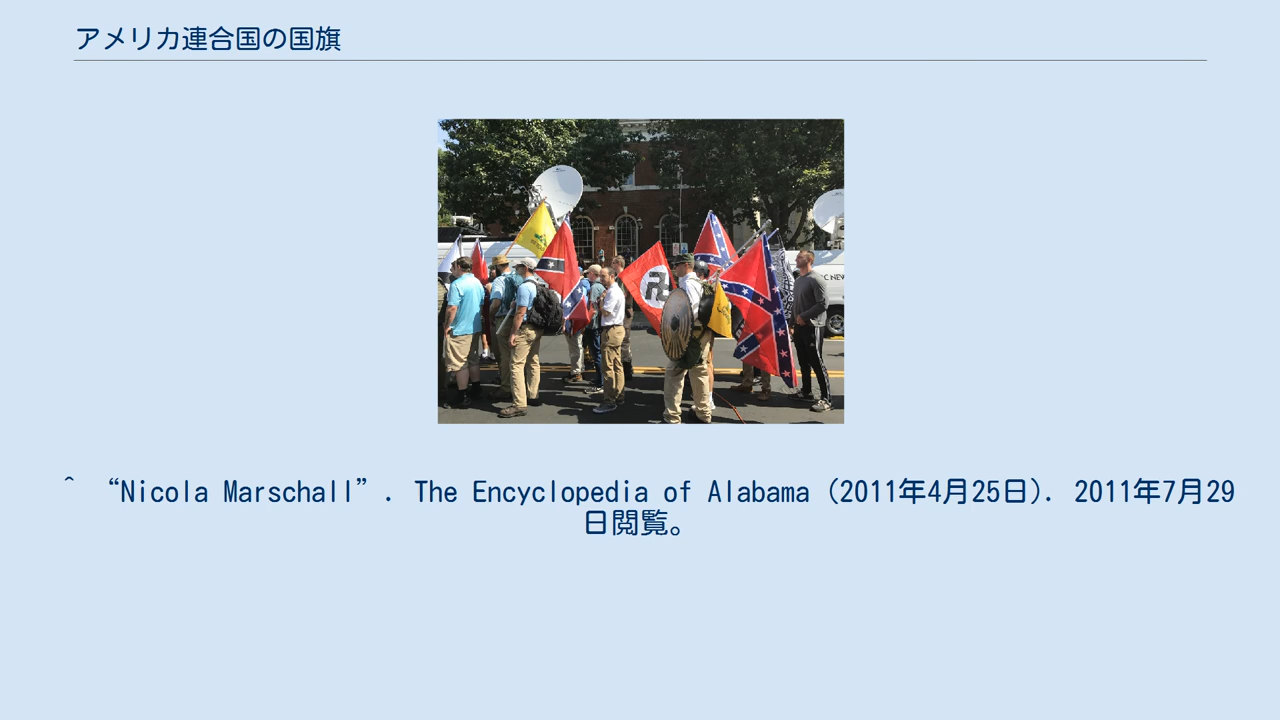 アメリカ連合国の国旗
C NEW
^ “Nicola Marschall”. The Encyclopedia of Alabama (2011年4月25日). 2011年7月29
日閲覧。